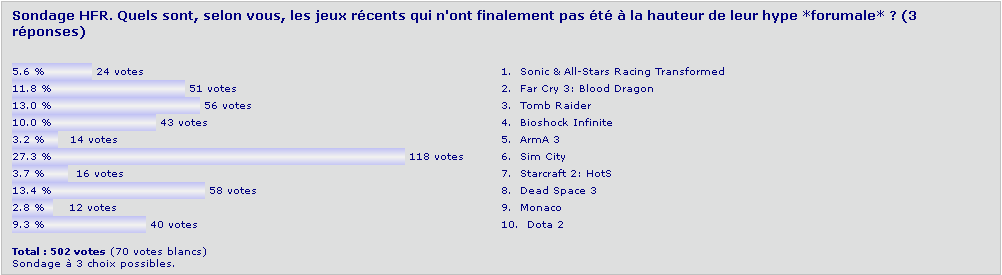 Sondage HFR. Quels sont, selon vous, les jeux récents qui n'ont finalement pas été à la hauteur de leur hype *forumale* ? (3
réponses)
5.6 % 24 votes 1. Sonic & All-Stars Racing Transformed
11.8 % 51 votes 2. Far Cry 3: Blood Dragon
13.0 % 56 votes 3. Tomb Raider
10.0 % 43 votes 4. Bioshock Infinite
3.2 % 14 votes 5. ArmA 3
27.3 % 118 votes 6. Sim City
3.7 % 16 votes 7. Starcraft 2: HotS
13.4 % 58 votes 8. Dead Space 3
2.8 % 12 votes 9. Monaco
9.3 % 40 votes 10. Dota 2
Total : 502 votes (70 votes blancs)
Sondage à 3 choix possibles.